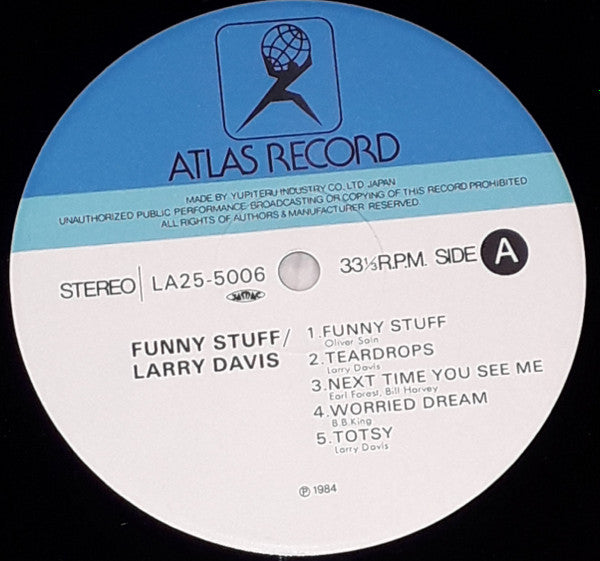 ATLAS RECORD
MADE BY YUPITERU INDUSTRY CO. LTD. JAPAN
UNAUTHORIZED PUBLIC PERFORMANCE BROADCASTING OR COPYING OF THIS RECORD PROHIBITED
ALL RIGHTS OF AUTHORS & MANUFACTURER RESERVED.
STEREO LA25-5006 33⅓R.P.M. SIDE A
JASRAC
FUNNY STUFF/
LARRY DAVIS
1.FUNNY STUFF
Oliver Sain
2.TEARDROPS
Larry Davis
3.NEXT TIME YOU SEE ME
Earl Forest, Bill Harvey
4.WORRIED DREAM
B.B.King
5.TOTSY
Larry Davis
℗ 1984